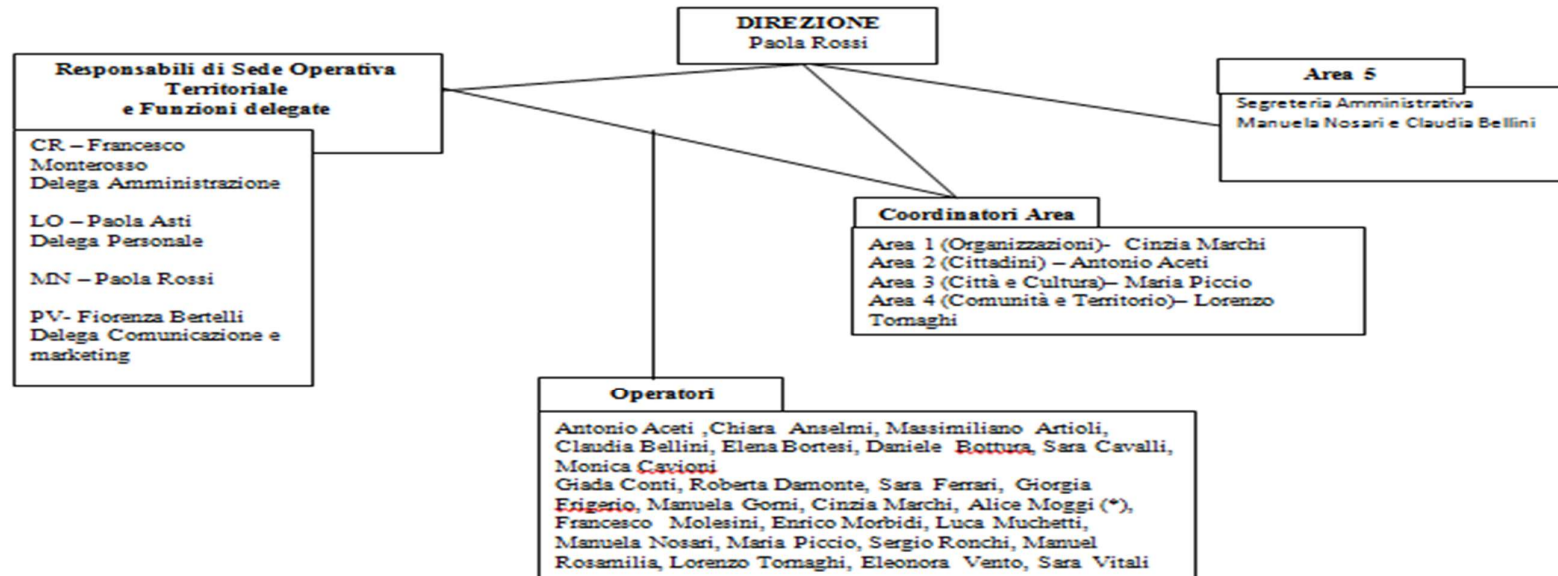 DIREZIONE
Paola Rossi
Responsabili di Sede Operativa
Territoriale
e Funzioni delegate
CR – Francesco
Monterosso
Delega Amministrazione
LO – Paola Asti
Delega Personale
MN – Paola Rossi
PV- Fiorenza Bertelli
Delega Comunicazione e
marketing
Area 5
Segreteria Amministrativa
Manuela Nosari e Claudia Bellini
Coordinatori Area
Area 1 (Organizzazioni)- Cinzia Marchi
Area 2 (Cittadini) – Antonio Aceti
Area 3 (Città e Cultura)– Maria Piccio
Area 4 (Comunità e Territorio)– Lorenzo
Tornaghi
Operatori
Antonio Aceti ,Chiara Anselmi, Massimiliano Artioli,
Claudia Bellini, Elena Bortesi, Daniele Bottura, Sara Cavalli,
Monica Cavioni
Giada Conti, Roberta Damonte, Sara Ferrari, Giorgia
Frigerio, Manuela Gorni, Cinzia Marchi, Alice Moggi (*),
Francesco Molesini, Enrico Morbidi, Luca Muchetti,
Manuela Nosari, Maria Piccio, Sergio Ronchi, Manuel
Rosamilia, Lorenzo Tornaghi, Eleonora Vento, Sara Vitali